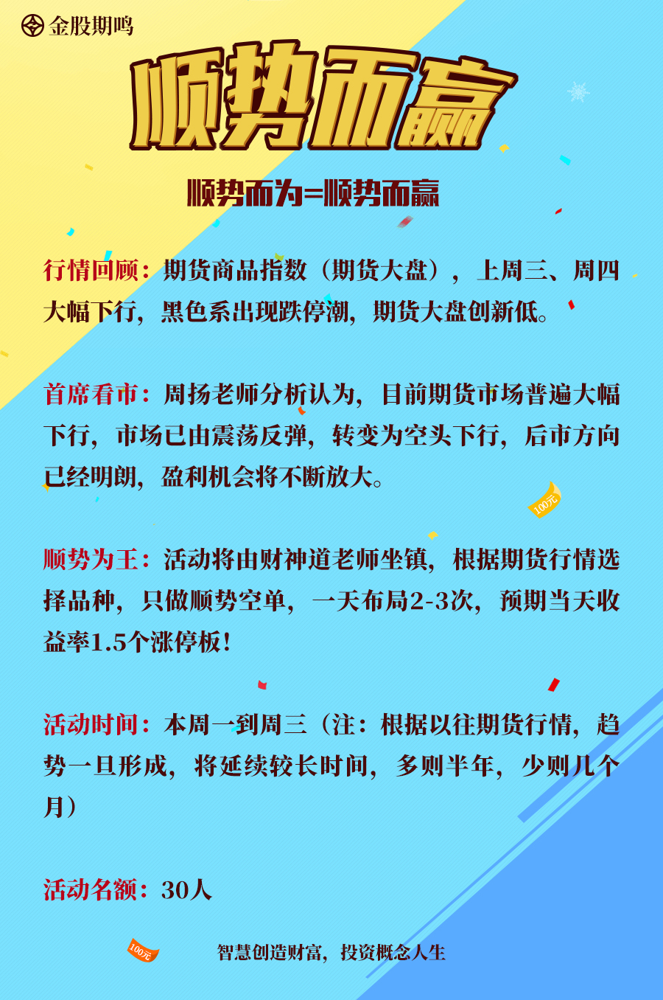 金股期鸣
顺势而赢
顺势而为=顺势而赢
行情回顾：期货商品指数（期货大盘），上周三、周四
大幅下行，黑色系出现跌停潮，期货大盘创新低。
首席看市：周扬老师分析认为，目前期货市场普遍大幅
下行，市场已由震荡反弹，转变为空头下行，后市方向
已经明朗，盈利机会将不断放大。
100元
顺势为王：活动将由财神道老师坐镇，根据期货行情选
择品种，只做顺势空单，一天布局2-3次，预期当天收
益率1.5个涨停板！
活动时间：本周一到周三（注：根据以往期货行情，趋
势一旦形成，将延续较长时间，多则半年，少则几个
月）
活动名额：30人
100元
智慧创造财富，投资概念人生